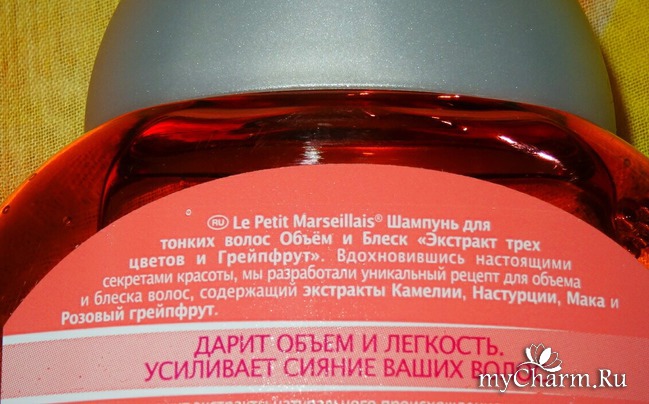 RU Le Petit Marseillais® Шампунь для
тонких волос Объём и Блеск «Экстракт трех
цветов и Грейпфрут». Вдохновившись настоящими
секретами красоты, мы разработали уникальный рецепт для объема
и блеска волос, содержащий экстракты Камелии, Настурции, Мака и
Розовый грейпфрут.
ДАРИТ ОБЪЕМ И ЛЕГКОСТЬ.
УСИЛИВАЕТ СИЯНИЕ ВАШИХ
myCharm.Ru